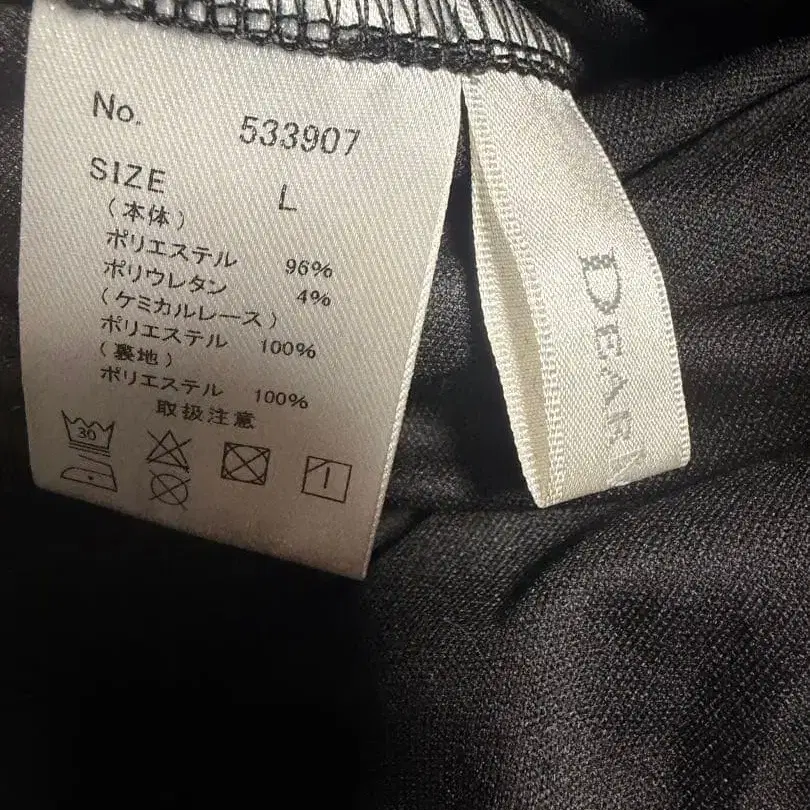 No. 533907
SIZE L
(本体)
ポリエステル 96%
ポリウレタン 4%
(ケミカルレース)
ポリエステル 100%
(裏地)
ポリエステル 100%
取扱注意
30
DEAR